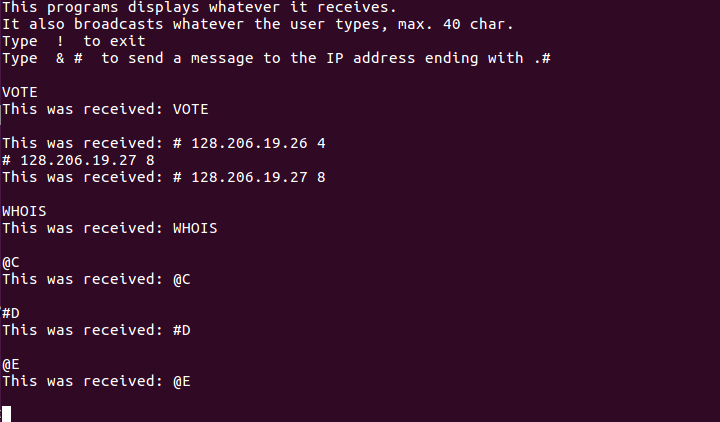 This programs displays whatever it receives.
It also broadcasts whatever the user types, max. 40 char.
Type  !  to exit
Type  & #  to send a message to the IP address ending with .#
VOTE
This was received: VOTE
This was received: # 128.206.19.26 4
# 128.206.19.27 8
This was received: # 128.206.19.27 8
WHOIS
This was received: WHOIS
@C
This was received: @C
#D
This was received: #D
@E
This was received: @E